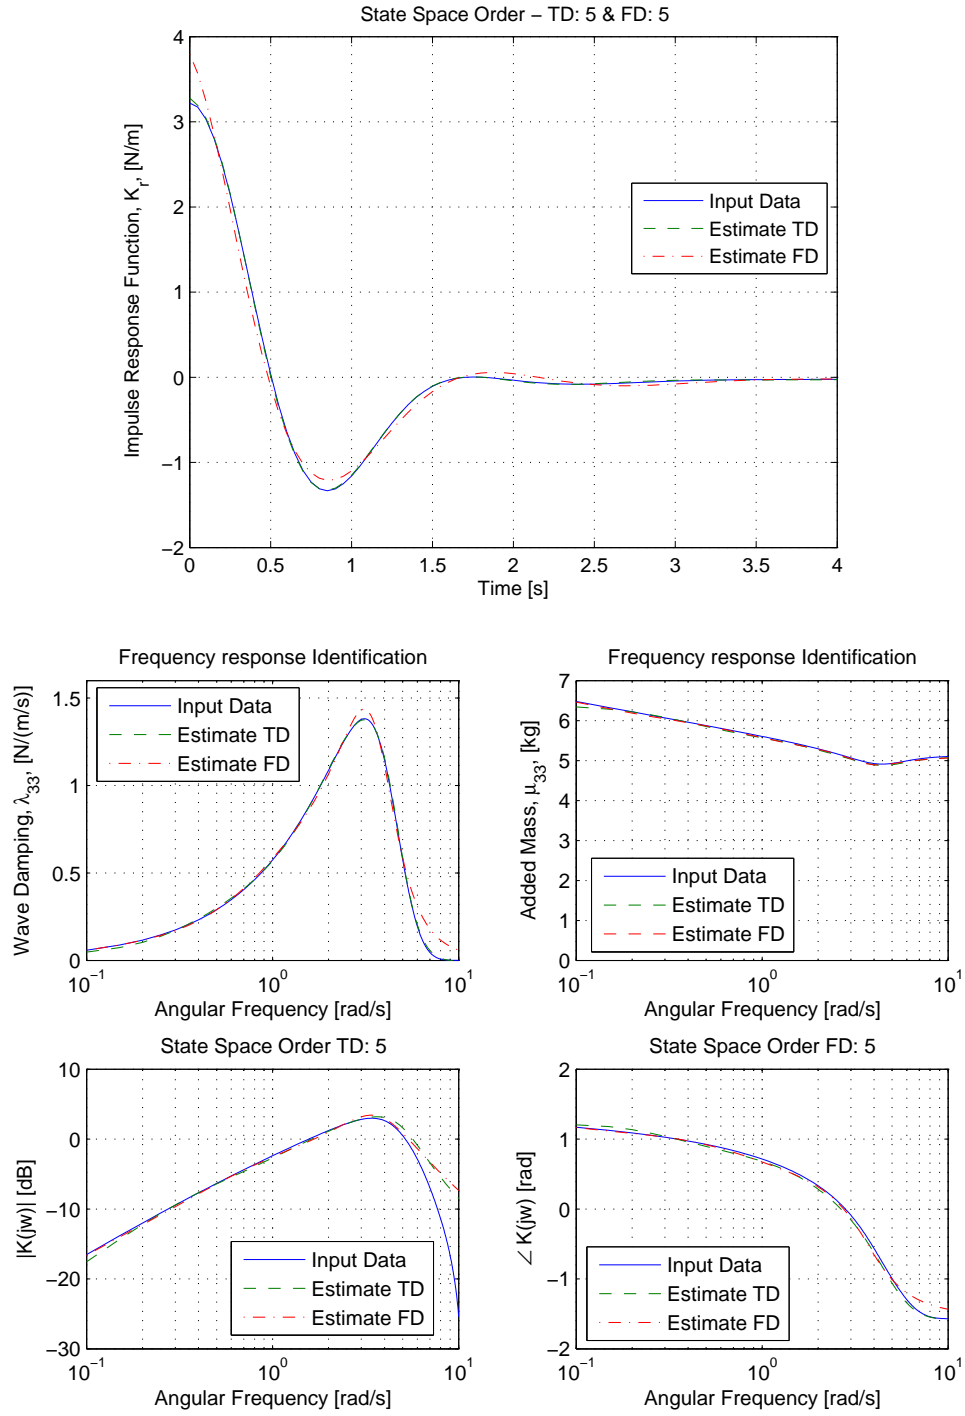 State Space Order − TD: 5 & FD: 5
4
3
2
1
0
−1
−2
Impulse Response Function, K_r, [N/m]
Input Data
Estimate TD
Estimate FD
0 0.5 1 1.5 2 2.5 3 3.5 4
Time [s]
Frequency response Identification
1.5
1
0.5
0
Wave Damping, λ_33, [N/(m/s)]
Input Data
Estimate TD
Estimate FD
10^−1 10^0 10^1
Angular Frequency [rad/s]
Frequency response Identification
7
6
5
4
3
2
1
0
Added Mass, μ_33, [kg]
Input Data
Estimate TD
Estimate FD
10^−1 10^0 10^1
Angular Frequency [rad/s]
State Space Order TD: 5
10
0
−10
−20
−30
|K(jw)| [dB]
Input Data
Estimate TD
Estimate FD
10^−1 10^0 10^1
Angular Frequency [rad/s]
State Space Order FD: 5
2
1
0
−1
−2
∠ K(jw) [rad]
Input Data
Estimate TD
Estimate FD
10^−1 10^0 10^1
Angular Frequency [rad/s]